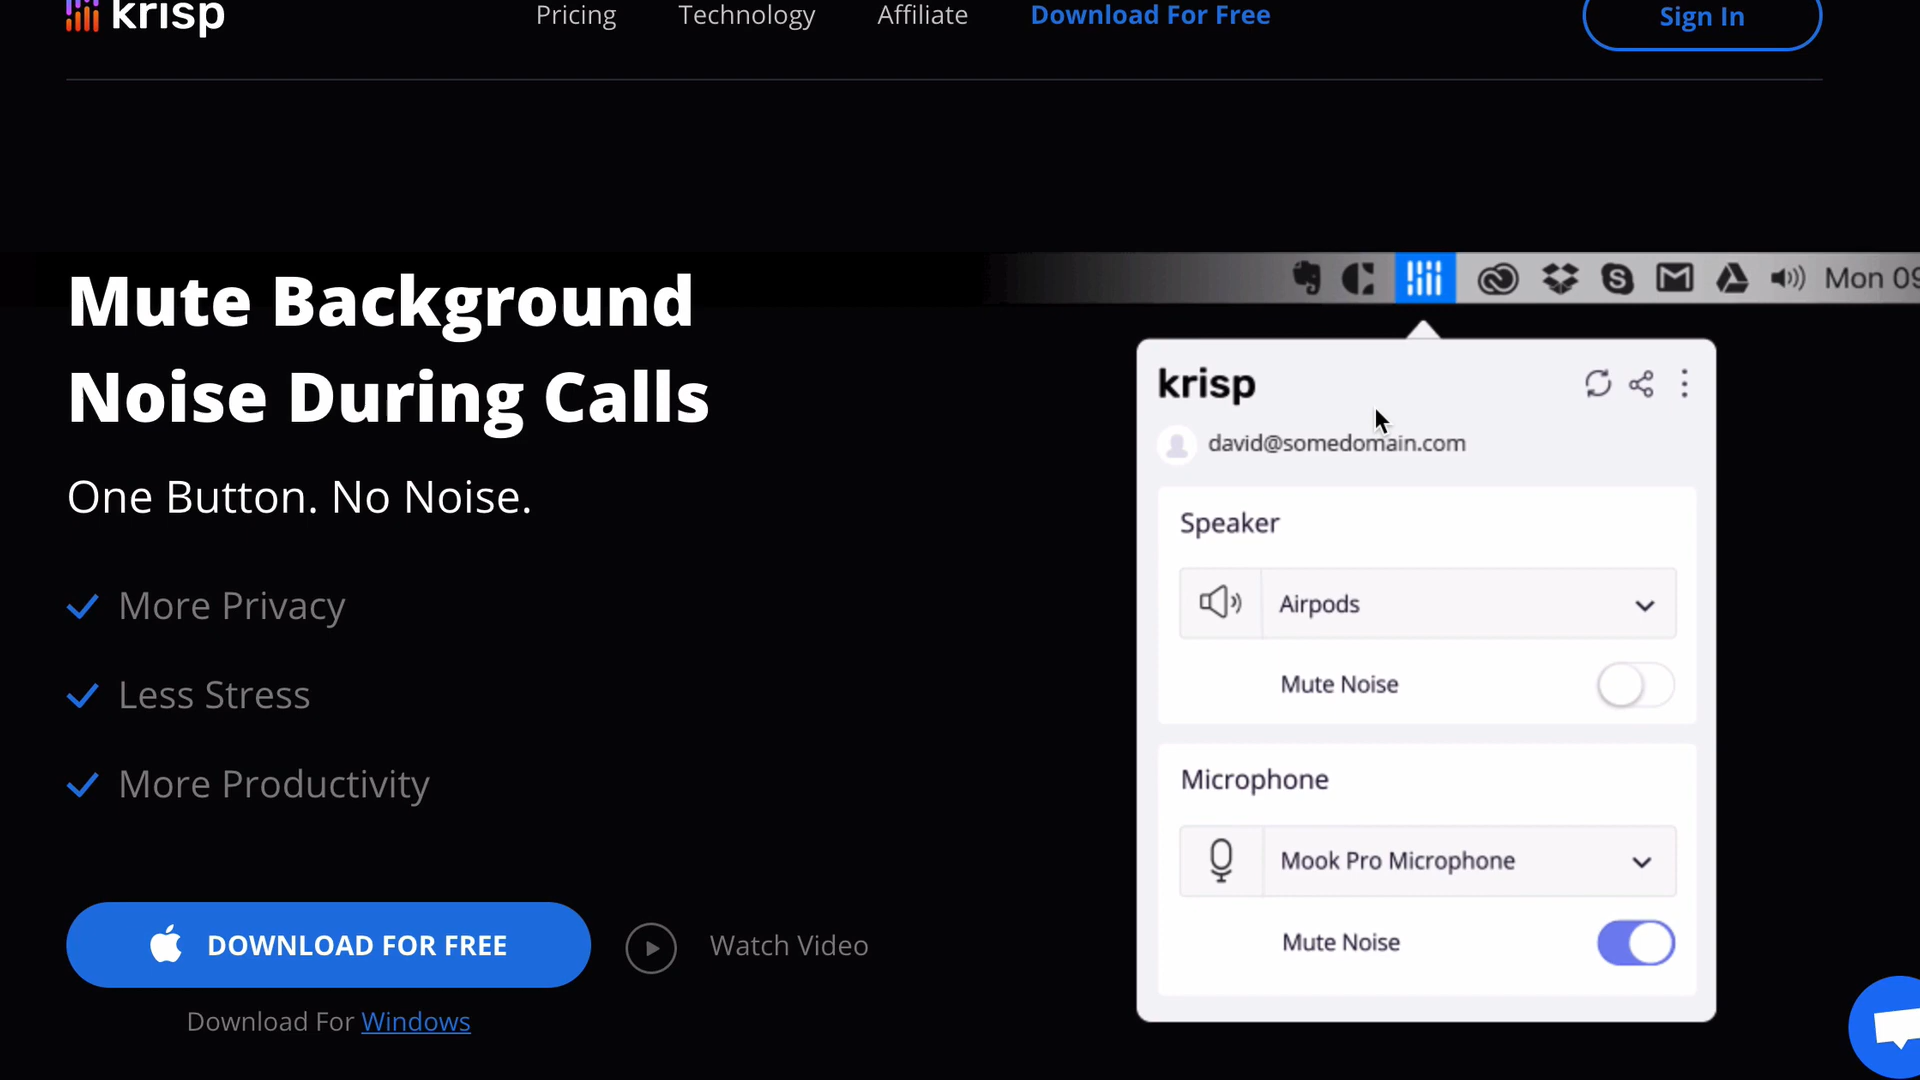 krisp
Pricing
Technology
Affiliate
Download For Free
Sign In
Mute Background
Noise During Calls
One Button. No Noise.
More Privacy
Less Stress
More Productivity
DOWNLOAD FOR FREE
Watch Video
Download For Windows
Mon 09
krisp
david@somedomain.com
Speaker
Airpods
Mute Noise
Microphone
Mook Pro Microphone
Mute Noise